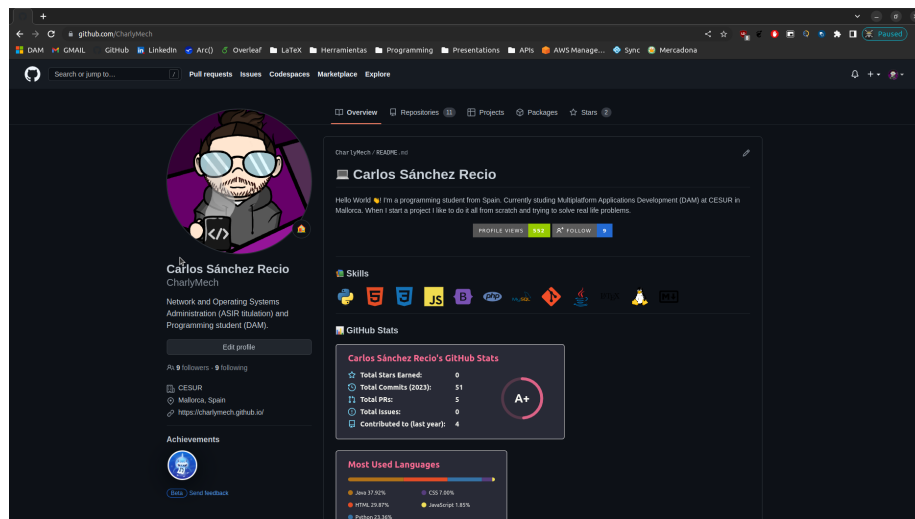 github.com/CharlyMech
Paused
DAM
GMAIL
GitHub
LinkedIn
Arc()
Overleaf
LaTeX
Herramientas
Programming
Presentations
APIs
AWS Manage...
Sync
Mercadona
Search or jump to...
/
Pull requests
Issues
Codespaces
Marketplace
Explore
Overview
Repositories 11
Projects
Packages
Stars 2
CharlyMech / README.md
Carlos Sánchez Recio
Hello World 👋! I'm a programming student from Spain. Currently studing Multiplatform Applications Development (DAM) at CESUR in
Mallorca. When I start a project I like to do it all from scratch and trying to solve real life problems.
PROFILE VIEWS 552
FOLLOW 9
</>
Carlos Sánchez Recio
CharlyMech
Network and Operating Systems
Administration (ASIR titulation) and
Programming student (DAM).
Edit profile
9 followers · 9 following
CESUR
Mallorca, Spain
https://charlymech.github.io/
Achievements
Beta Send feedback
Skills
JS
B
php
MySQL
GitHub Stats
Carlos Sánchez Recio's GitHub Stats
Total Stars Earned: 0
Total Commits (2023): 51
Total PRs: 5
Total Issues: 0
Contributed to (last year): 4
A+
Most Used Languages
Java 37.92%
CSS 7.00%
HTML 29.87%
JavaScript 1.85%
Python 23.36%